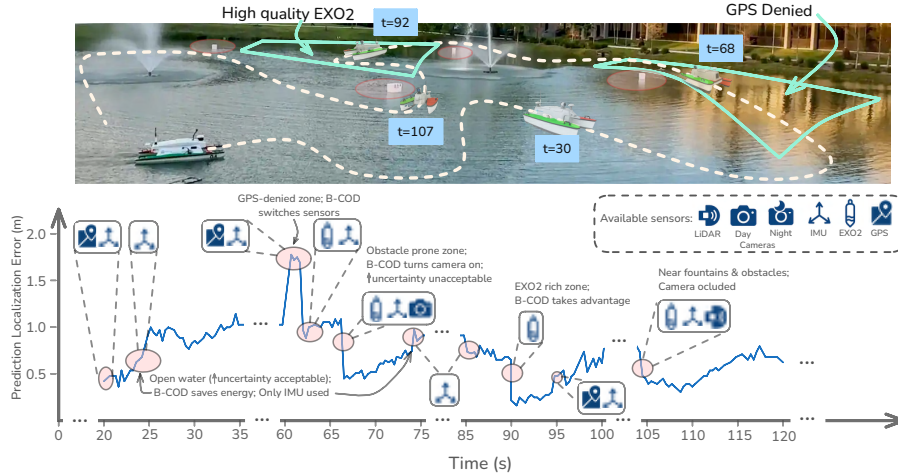 High quality EXO2
GPS Denied
t=92
t=68
t=107
t=30
GPS-denied zone; B-COD
switches sensors
Available sensors:
LiDAR
Day
Night
Cameras
IMU
EXO2
GPS
Obstacle prone zone;
B-COD turns camera on;
↑uncertainty unacceptable
EXO2 rich zone;
B-COD takes advantage
Near fountains & obstacles;
Camera ocluded
Open water (↑uncertainty acceptable);
B-COD saves energy; Only IMU used
Prediction Localization Error (m)
2.0
1.5
1.0
0.5
0
20
25
35
60
65
70
75
85
90
95
100
105
110
115
120
Time (s)